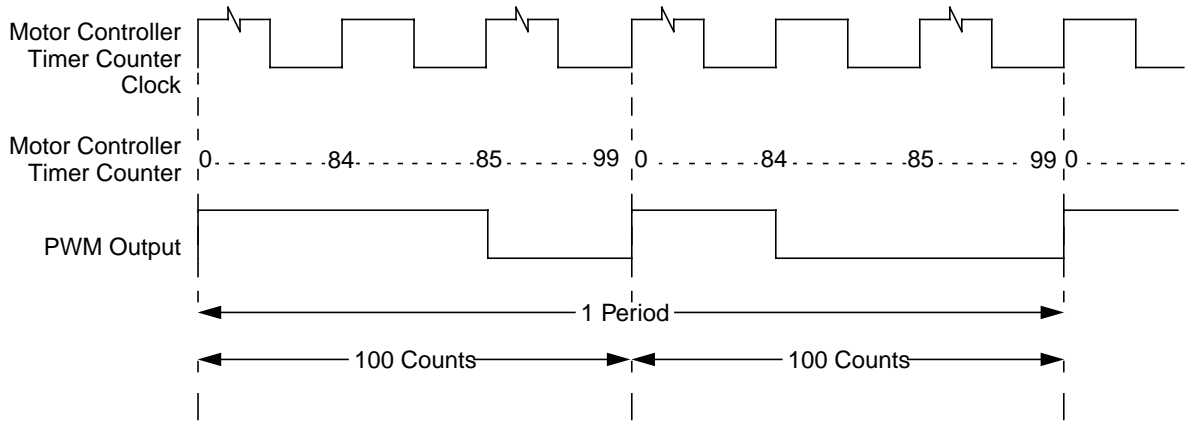 Motor Controller
Timer Counter
Clock
Motor Controller
Timer Counter
0 84 85 99 0 84 85 99 0
PWM Output
1 Period
100 Counts 100 Counts